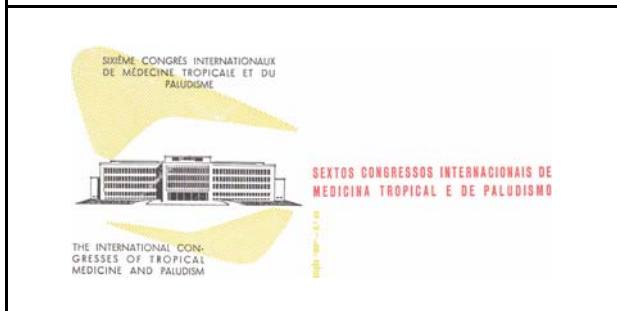 SIXIÈME CONGRÈS INTERNATIONAUX
DE MÉDECINE TROPICALE ET DU
PALUDISME
SEXTOS CONGRESSOS INTERNACIONAIS DE
MEDICINA TROPICAL E DE PALUDISMO
THE INTERNATIONAL CON-
GRESSES OF TROPICAL
MEDICINE AND PALUDISM